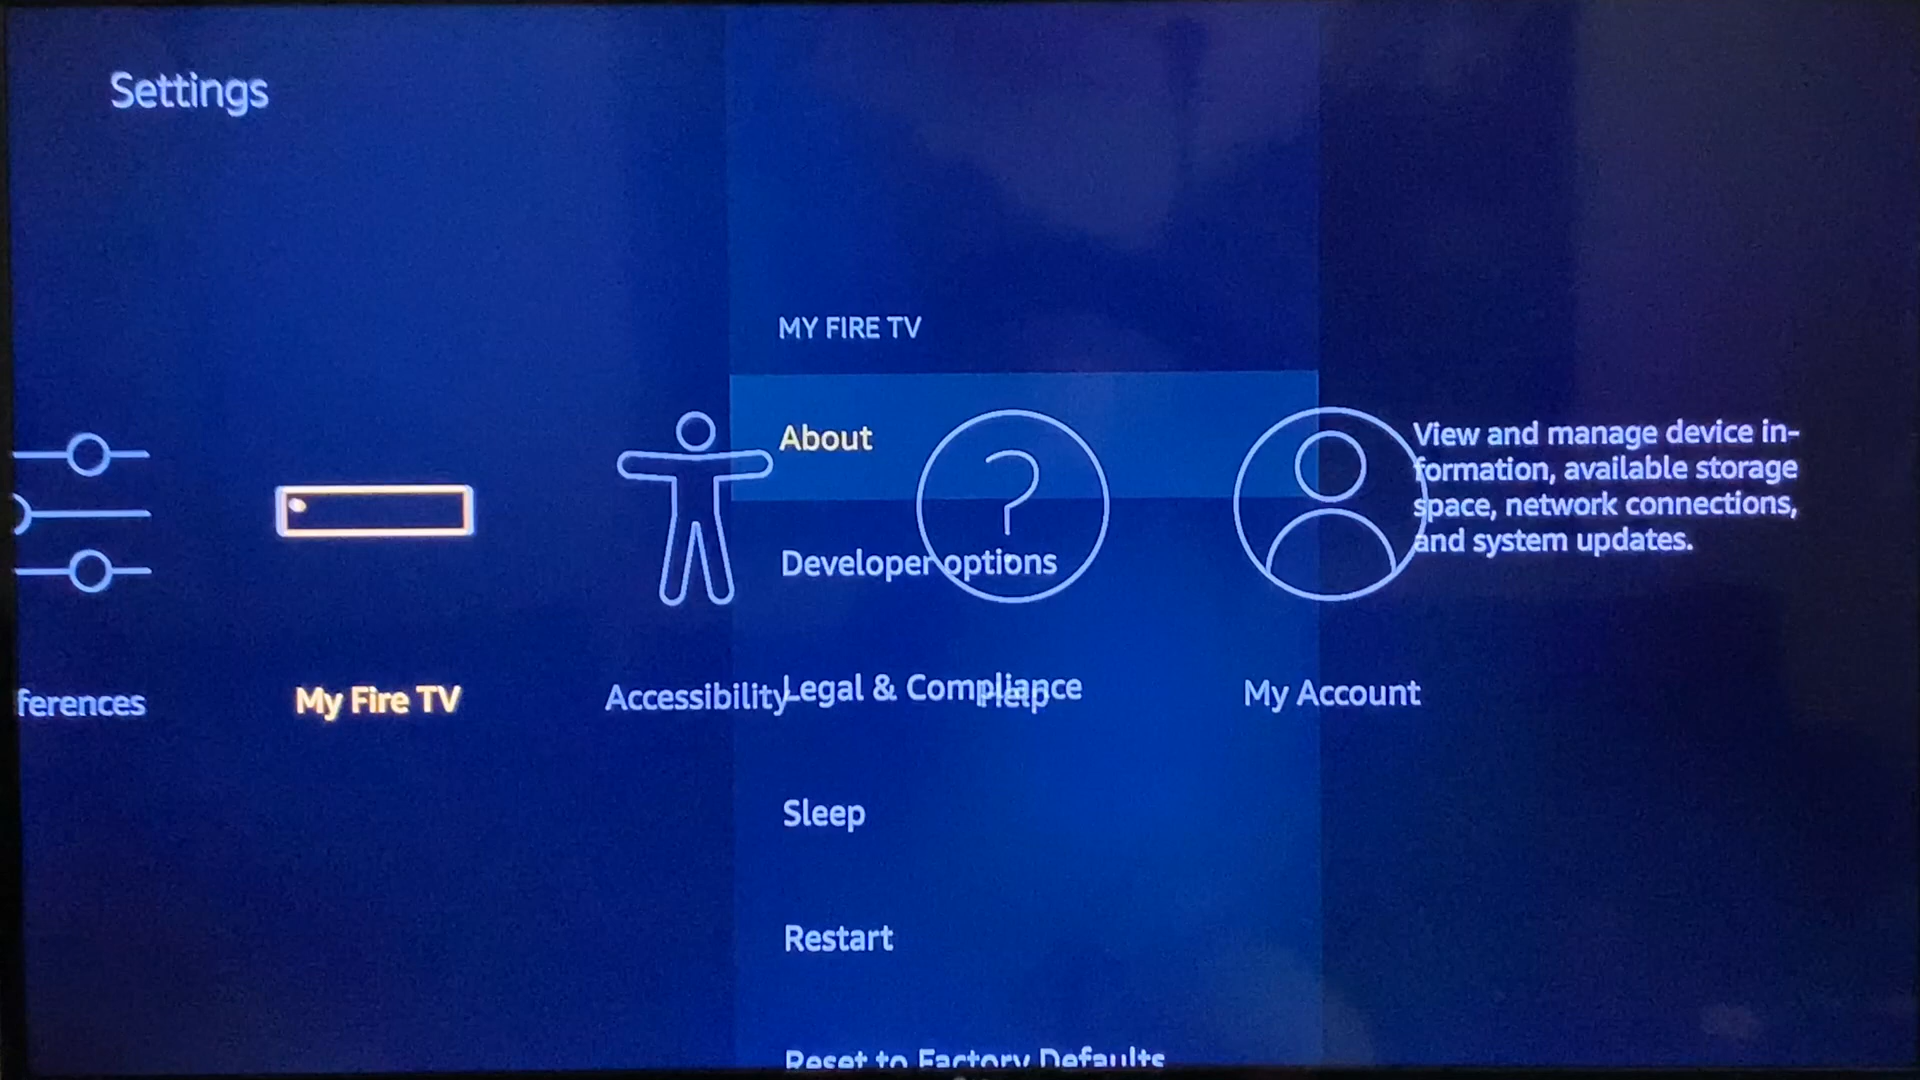 Settings
MY FIRE TV
About
Developer options
Legal & Compliance
Sleep
Restart
Reset to Factory Defaults
View and manage device in-
formation, available storage
space, network connections,
and system updates.
ferences
My Fire TV
Accessibility
Help
My Account